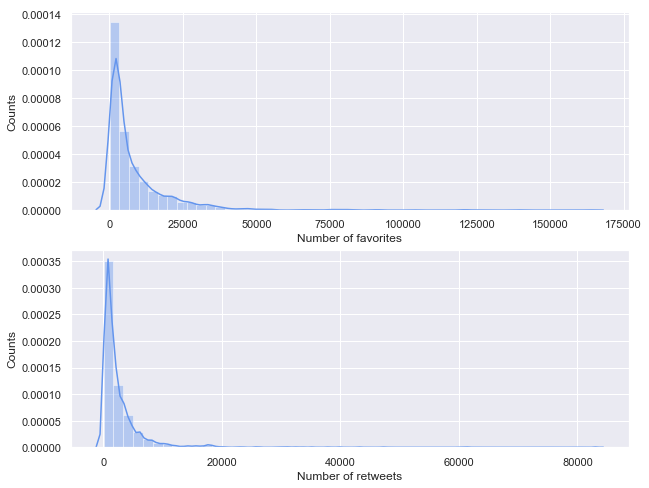 0.00014
0.00012
0.00010
0.00008
0.00006
0.00004
0.00002
0.00000
Counts
0 25000 50000 75000 100000 125000 150000 175000
Number of favorites
0.00035
0.00030
0.00025
0.00020
0.00015
0.00010
0.00005
0.00000
Counts
0 20000 40000 60000 80000
Number of retweets